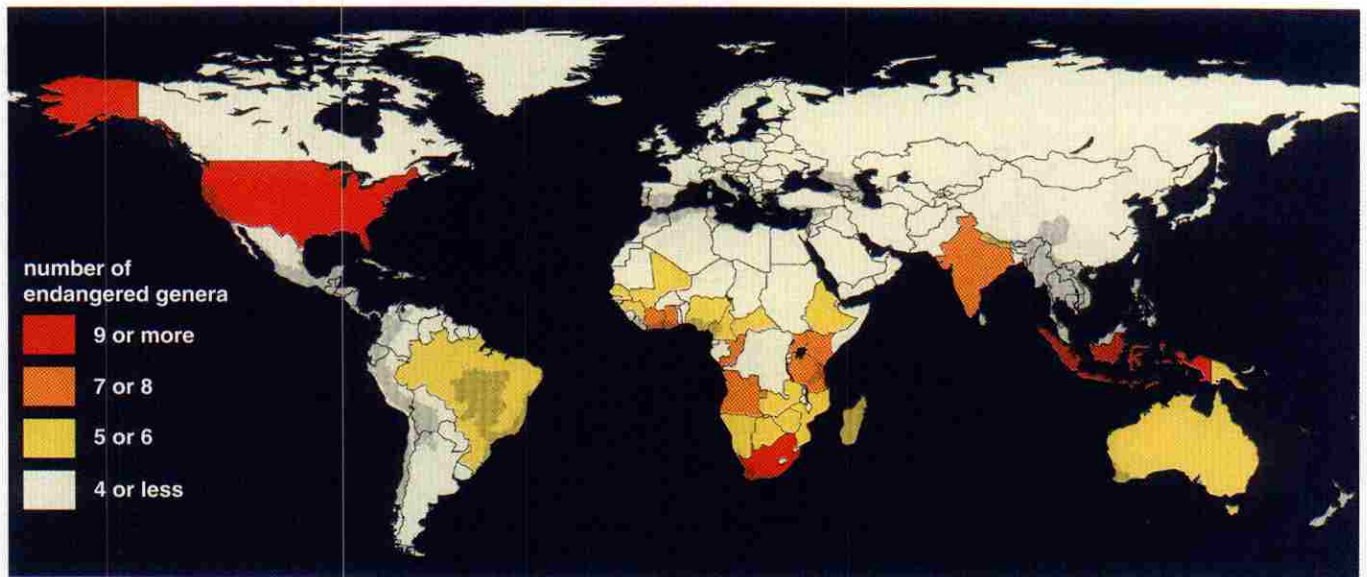 number of
endangered genera
9 or more
7 or 8
5 or 6
4 or less